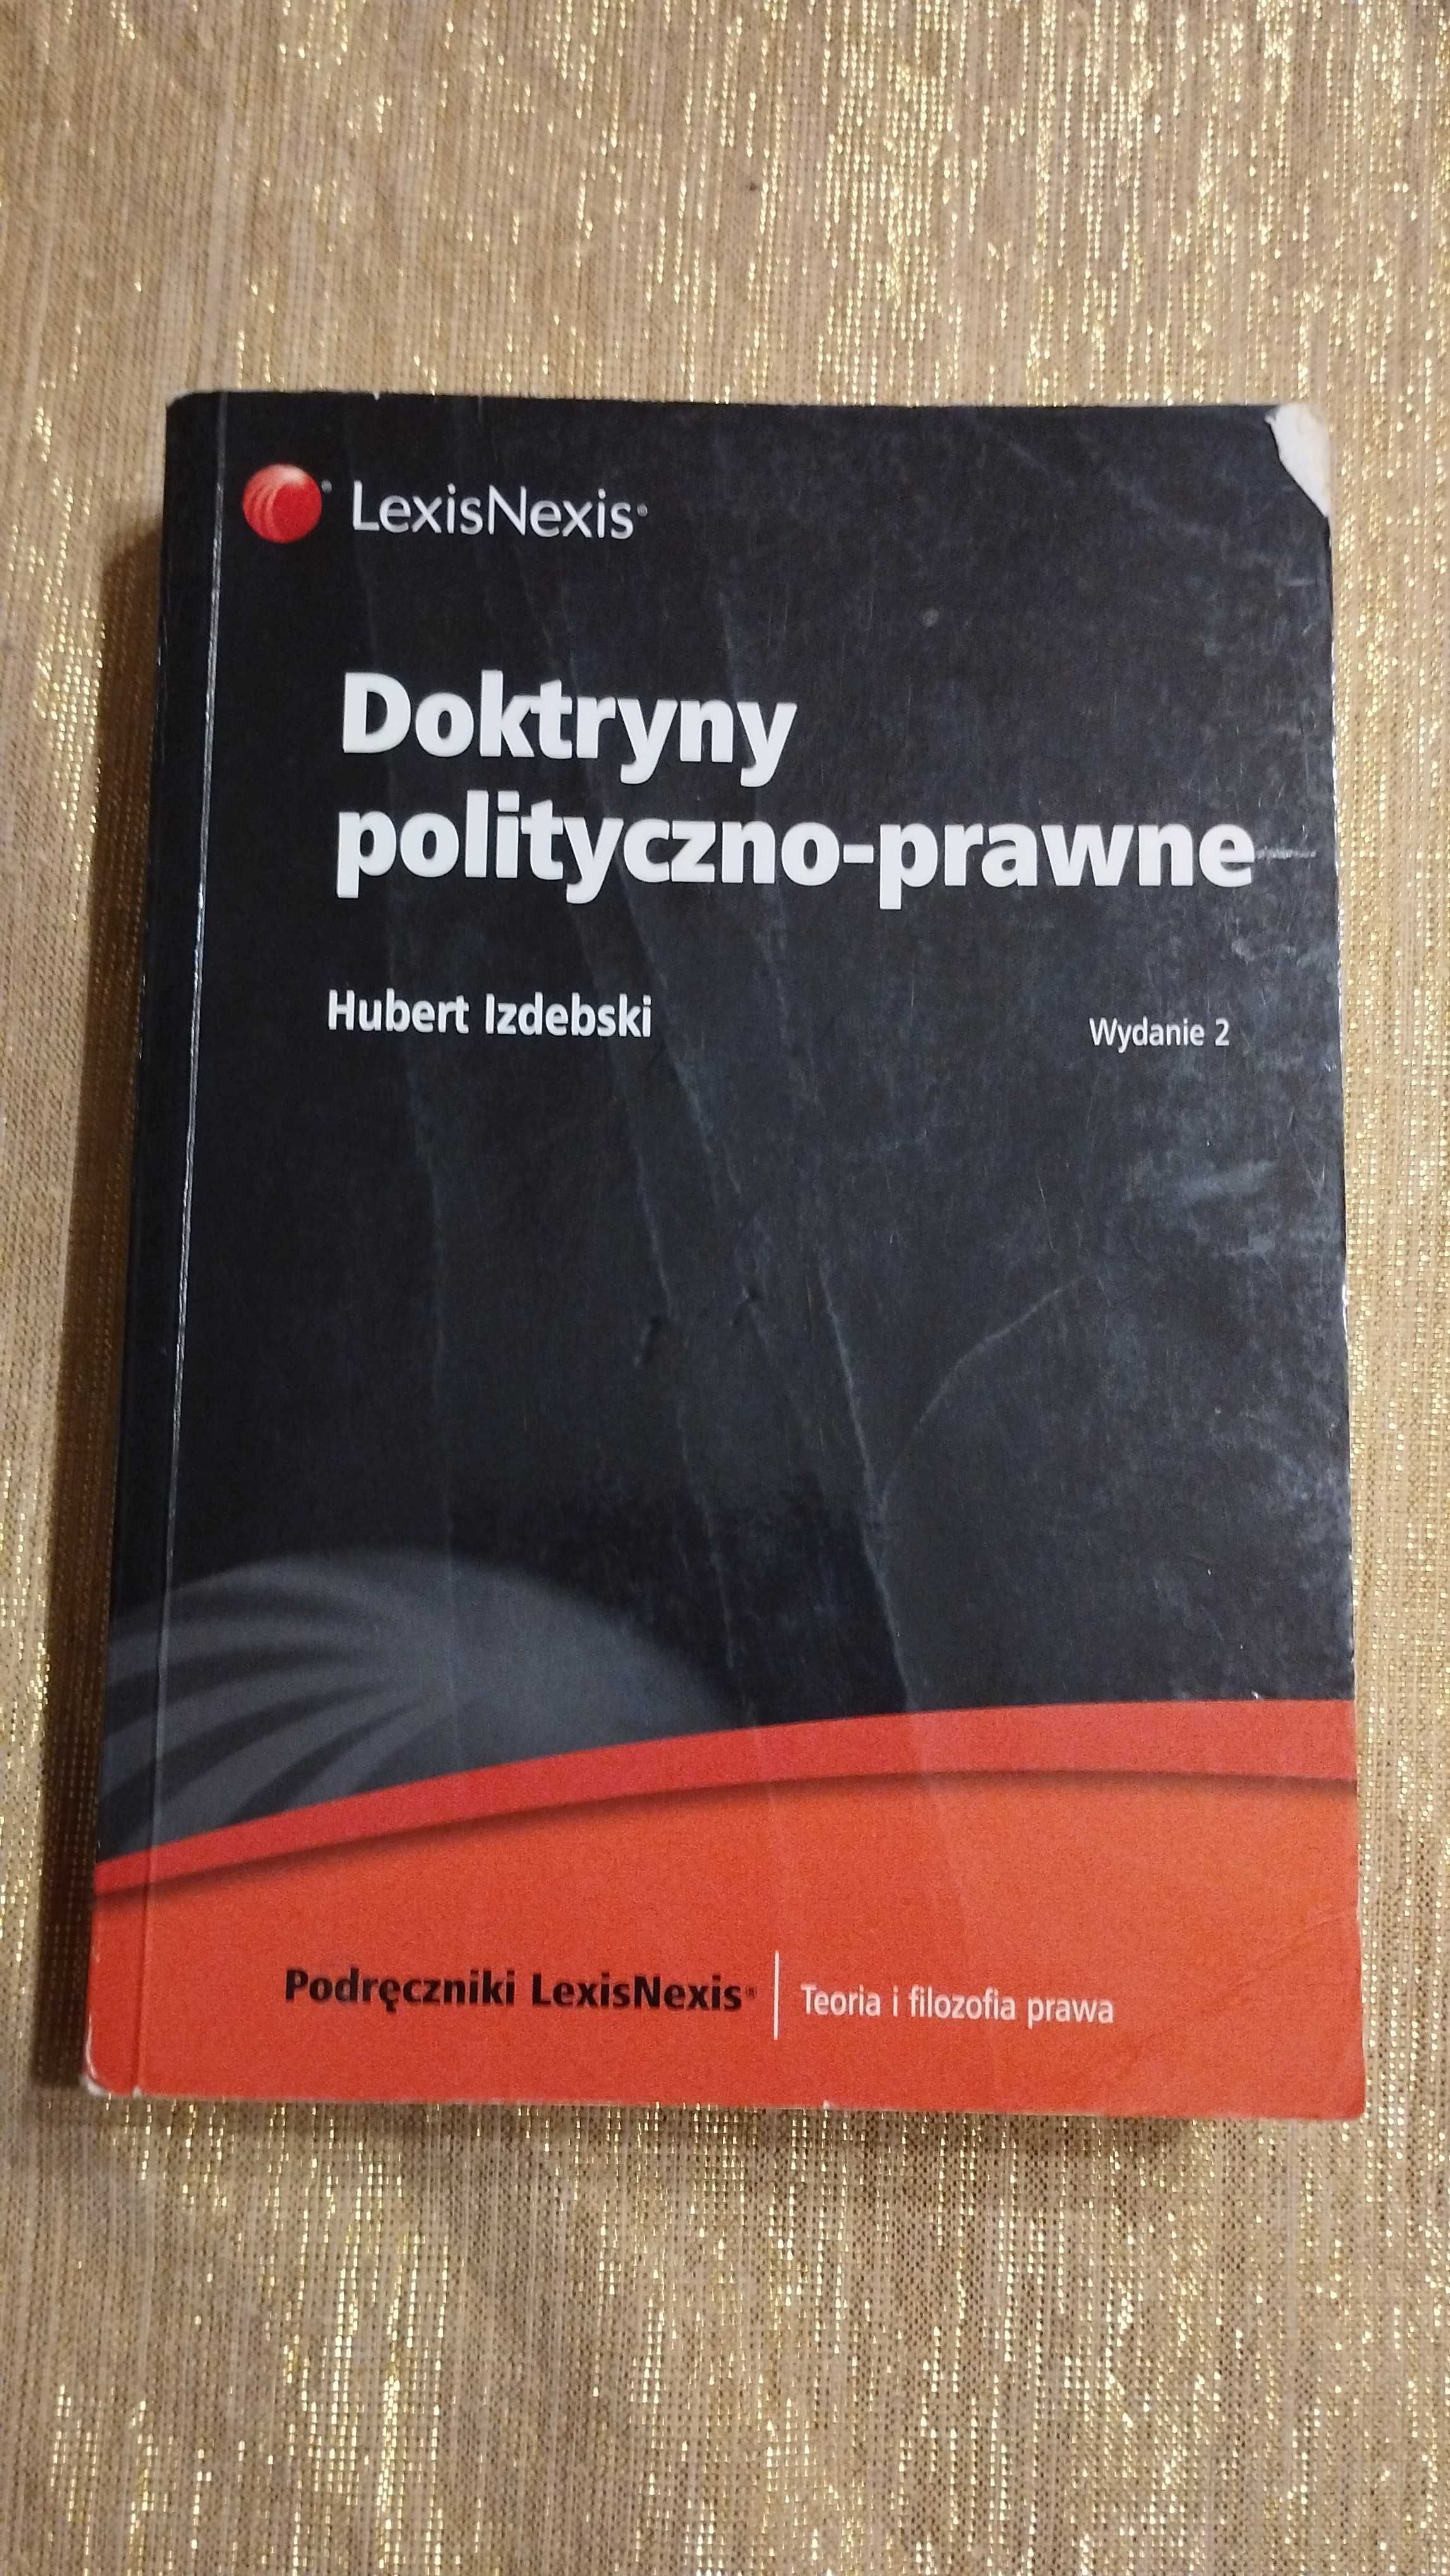 LexisNexis®
Doktryny
polityczno-prawne
Hubert Izdebski
Wydanie 2
Podręczniki LexisNexis® | Teoria i filozofia prawa